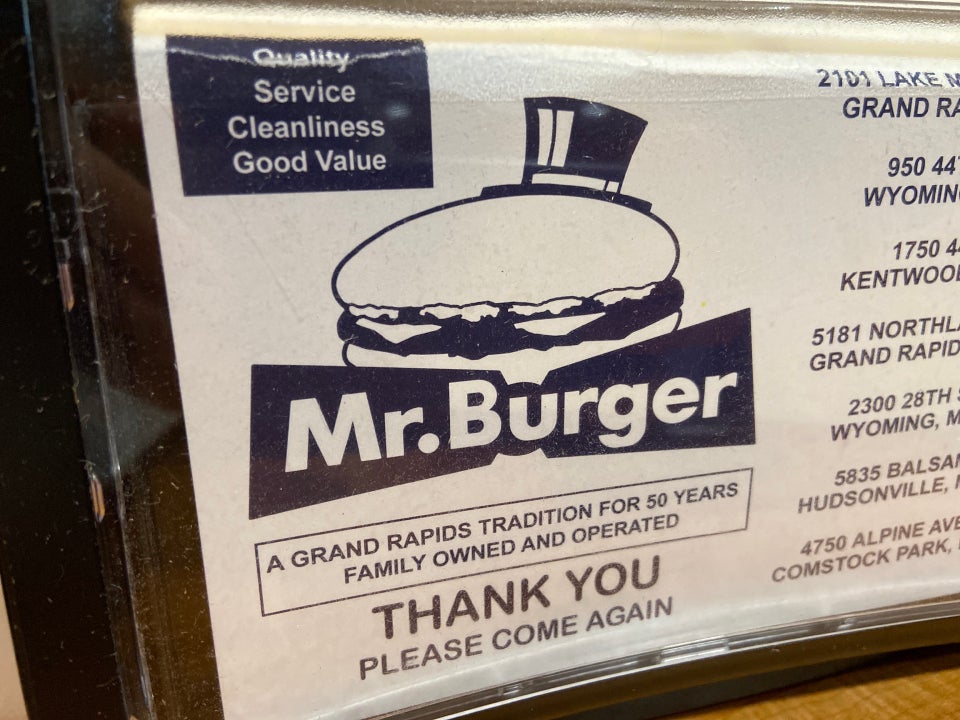 Quality
Service
Cleanliness
Good Value
Mr. Burger
A GRAND RAPIDS TRADITION FOR 50 YEARS
FAMILY OWNED AND OPERATED
THANK YOU
PLEASE COME AGAIN
2101 LAKE
GRAND
950
WYOMING
1750
KENTWOOD
5181
GRAND RAPID
2300 28TH
WYOMING,
5835
HUDSONVILLE,
4750 ALPINE AVE
COMSTOCK PARK,